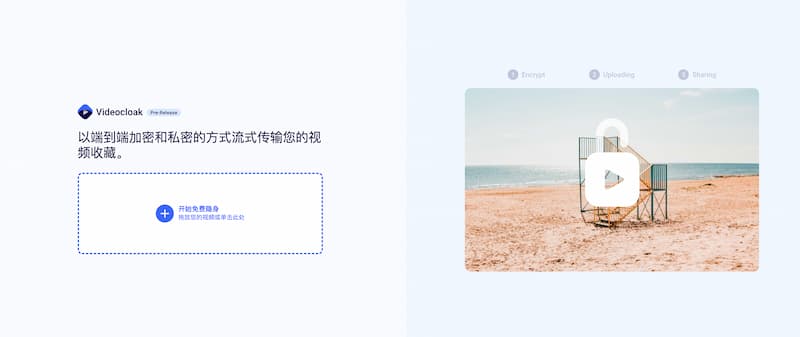 Videocloak
Pre-Release
以端到端加密和私密的方式流式传输您的视
频收藏。
开始免费隐身
拖放您的视频或单击此处
1 Encrypt
2 Uploading
3 Sharing